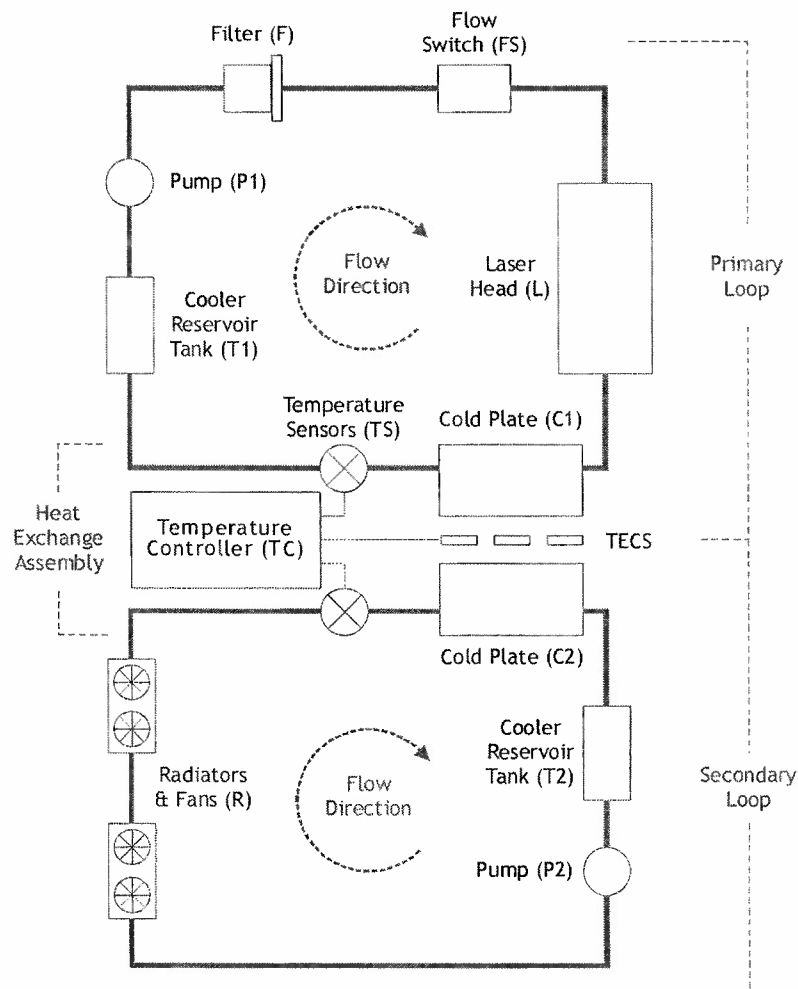 Filter (F)
Flow
Switch (FS)
Pump (P1)
Flow
Direction
Laser
Head (L)
Primary
Loop
Cooler
Reservoir
Tank (T1)
Temperature
Sensors (TS)
Cold Plate (C1)
Heat
Exchange
Assembly
Temperature
Controller (TC)
TECS
Cold Plate (C2)
Cooler
Reservoir
Tank (T2)
Radiators
& Fans (R)
Flow
Direction
Secondary
Loop
Pump (P2)